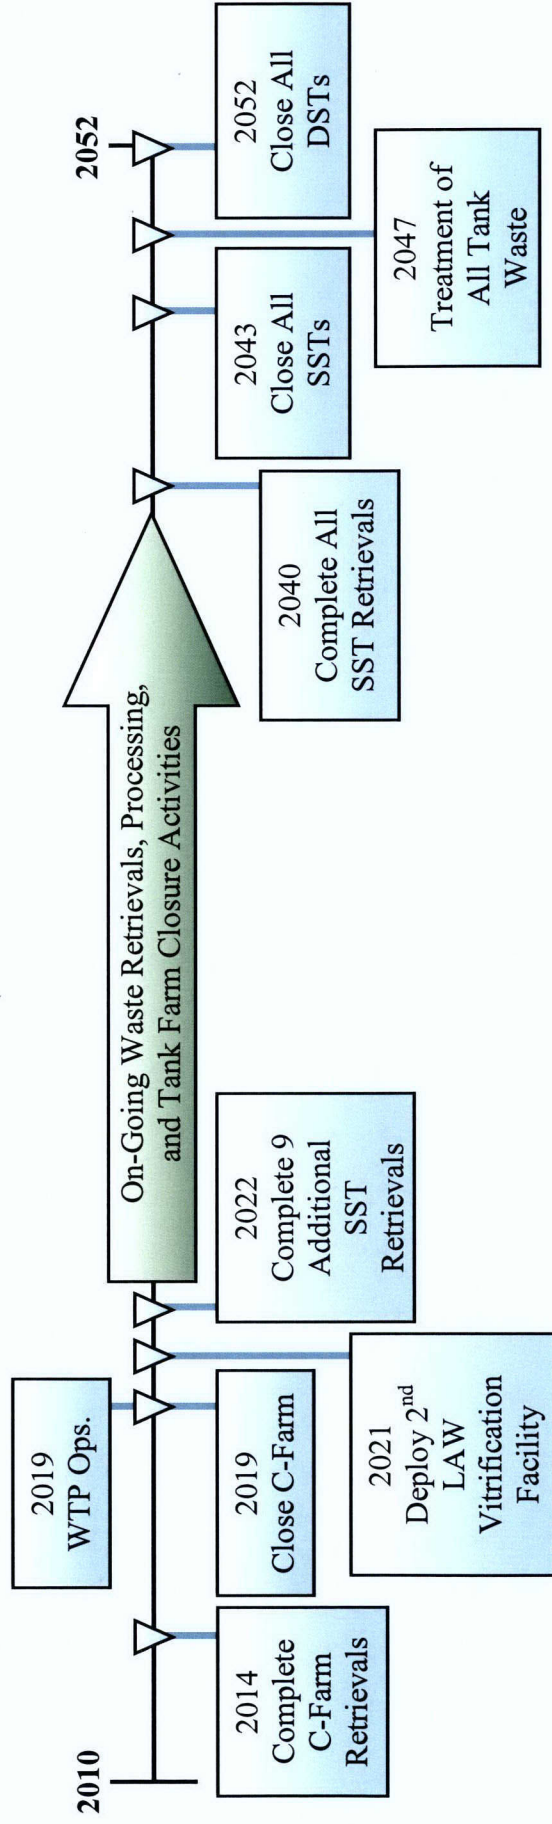 2010
2052
2014
Complete
C-Farm
Retrievals
2019
WTP Ops.
2019
Close C-Farm
2021
Deploy 2nd
LAW
Vitrification
Facility
2022
Complete 9
Additional
SST
Retrievals
On-Going Waste Retrievals, Processing,
and Tank Farm Closure Activities
2040
Complete All
SST Retrievals
2043
Close All
SSTs
2047
Treatment of
All Tank
Waste
2052
Close All
DSTs